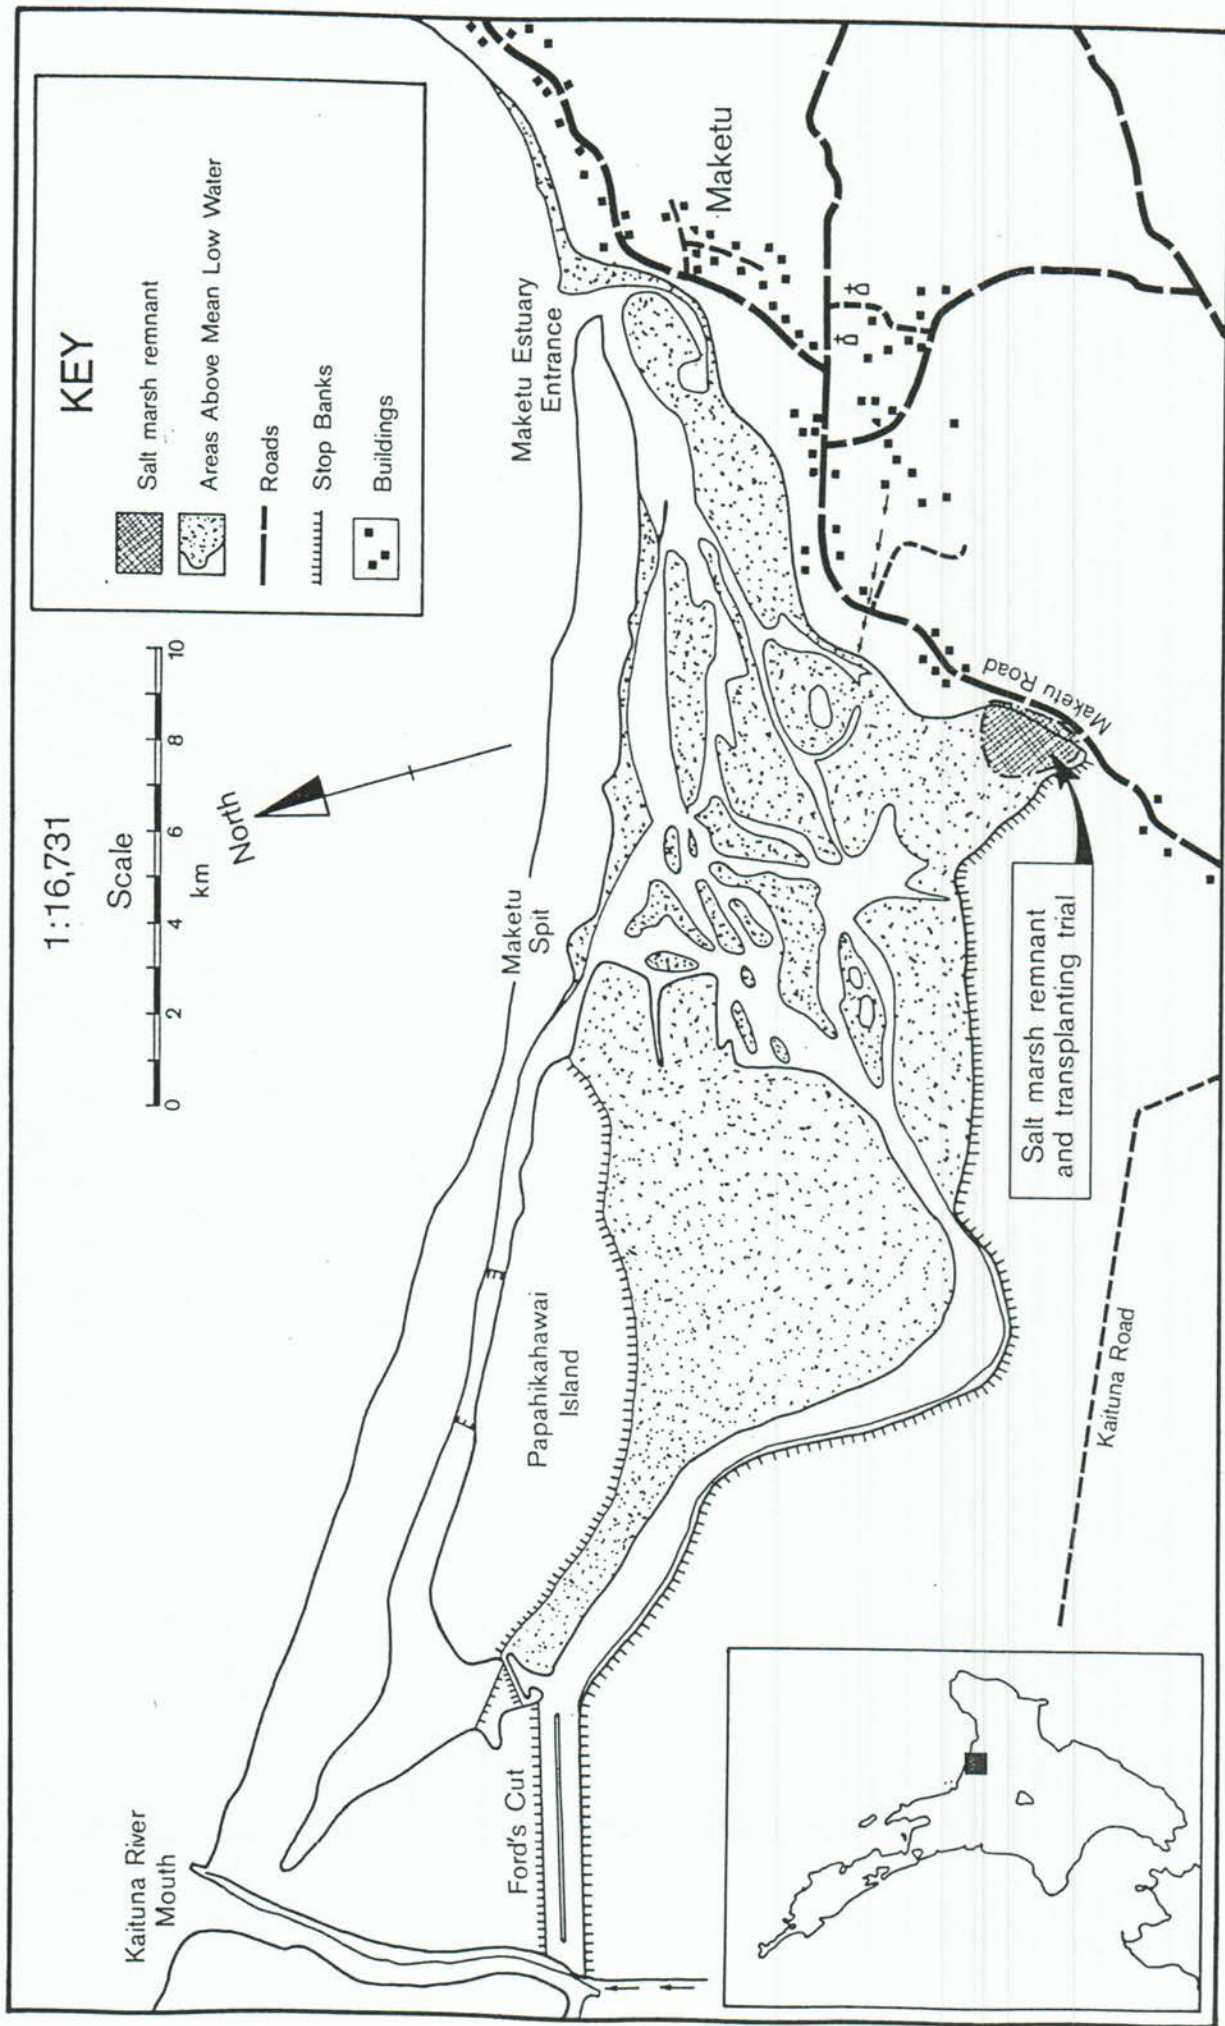 KEY
Salt marsh remnant
Areas Above Mean Low Water
Roads
Stop Banks
Buildings
1:16,731
Scale
0 2 4 6 8 10
km
North
Kaituna River
Mouth
Maketu
Spit
Maketu Estuary
Entrance
Maketu
Ford's Cut
Papahikahawai
Island
Maketu Road
Salt marsh remnant
and transplanting trial
Kaituna Road